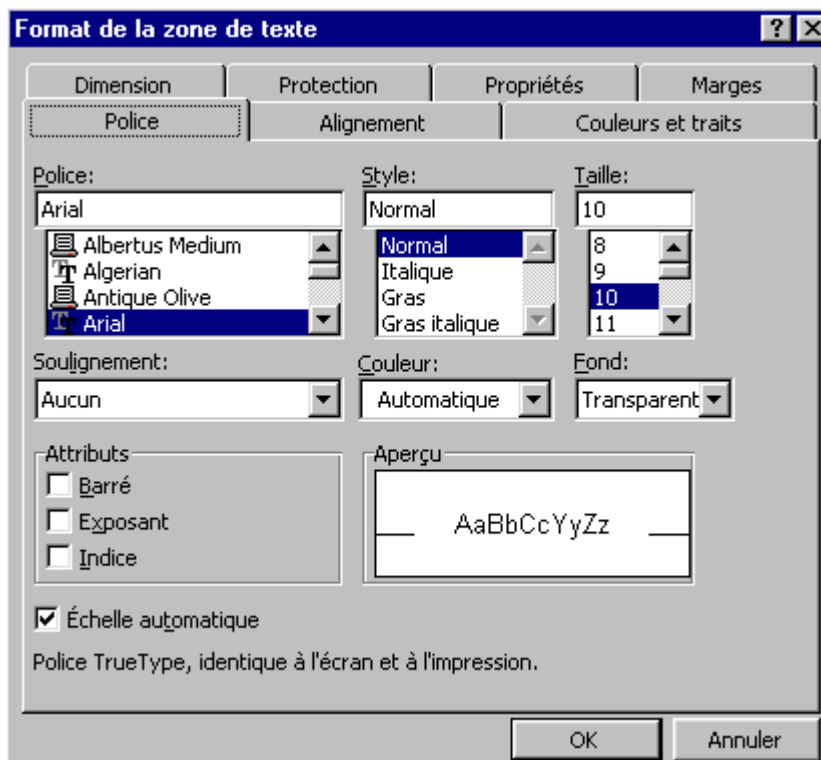 Format de la zone de texte
Dimension Protection Propriétés Marges
Police Alignement Couleurs et traits
Police: Style: Taille:
Arial Normal 10
Albertus Medium Normal 8
Algerian Italique 9
Antique Olive Gras 10
Arial Gras italique 11
Soulignement: Couleur: Fond:
Aucun Automatique Transparent
Attributs Aperçu
Barré
Exposant AaBbCcYyZz
Indice
Échelle automatique
Police TrueType, identique à l'écran et à l'impression.
OK Annuler